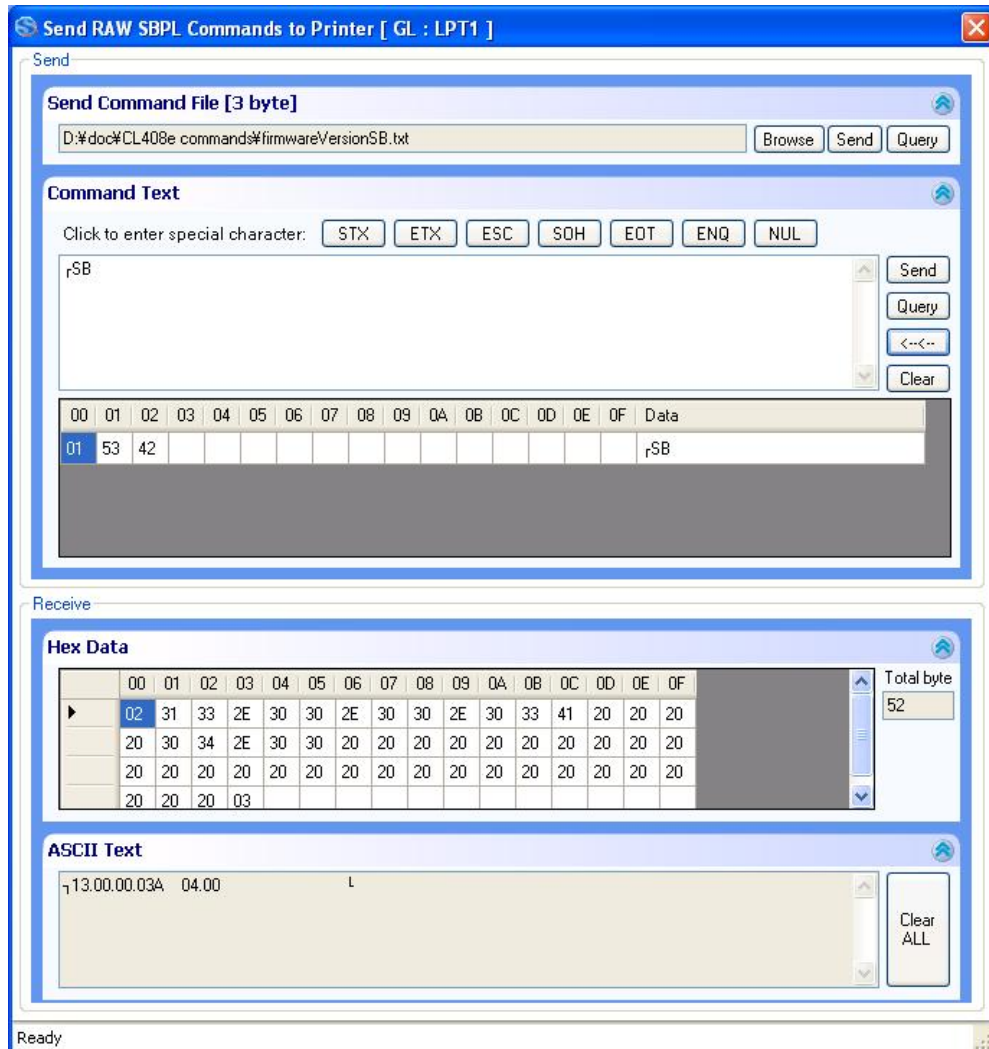 Send RAW SBPL Commands to Printer [ GL : LPT1 ]
Send
Send Command File [3 byte]
D:¥doc¥CL408e commands¥firmwareVersionSB.txt Browse Send Query
Command Text
Click to enter special character: STX ETX ESC SOH EOT ENQ NUL
┌SB
Send
Query
<--<--
Clear
00 01 02 03 04 05 06 07 08 09 0A 0B 0C 0D 0E 0F Data
01 53 42 ┌SB
Receive
Hex Data
00 01 02 03 04 05 06 07 08 09 0A 0B 0C 0D 0E 0F Total byte
02 31 33 2E 30 30 2E 30 30 2E 30 33 41 20 20 20 52
20 30 34 2E 30 30 20 20 20 20 20 20 20 20 20 20
20 20 20 20 20 20 20 20 20 20 20 20 20 20 20 20
20 20 20 03
ASCII Text
┐13.00.00.03A 04.00 └
Clear
ALL
Ready